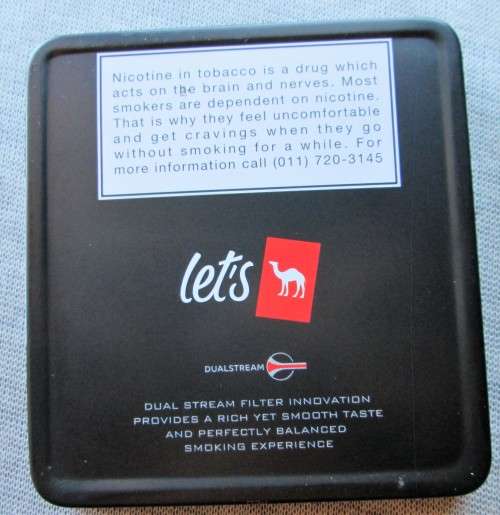 Nicotine in tobacco is a drug which
acts on the brain and nerves. Most
smokers are dependent on nicotine.
That is why they feel uncomfortable
and get cravings when they go
without smoking for a while. For
more information call (011) 720-3145
let's
DUALSTREAM
DUAL STREAM FILTER INNOVATION
PROVIDES A RICH YET SMOOTH TASTE
AND PERFECTLY BALANCED
SMOKING EXPERIENCE